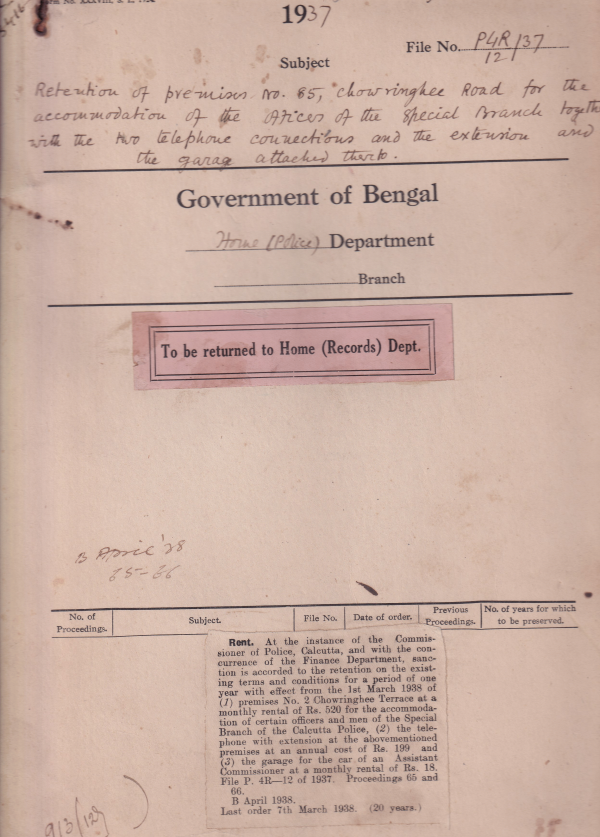 1937
File No. P4R/37
12
Subject
Retention of premises No. 65, Chowringhee Road for the
accommodation of the Offices of the Special Branch togeth
with the two telephone connections and the extension and
the garage attached thereto.
Government of Bengal
Home (Police) Department
Branch
To be returned to Home (Records) Dept.
B April '38
65-66
No. of Proceedings.
Subject.
File No.
Date of order.
Previous Proceedings.
No. of years for which to be preserved.
Rent. At the instance of the Commis-
sioner of Police, Calcutta, and with the con-
currence of the Finance Department, sanc-
tion is accorded to the retention on the exist-
ing terms and conditions for a period of one
year with effect from the 1st March 1938 of
(1) premises No. 2 Chowringhee Terrace at a
monthly rental of Rs. 520 for the accommoda-
tion of certain officers and men of the Special
Branch of the Calcutta Police, (2) the tele-
phone with extension at the abovementioned
premises at an annual cost of Rs. 199 and
(3) the garage for the car of an Assistant
Commissioner at a monthly rental of Rs. 18.
File P. 4R—12 of 1937. Proceedings 65 and
66.
B April 1938.
Last order 7th March 1938. (20 years.)